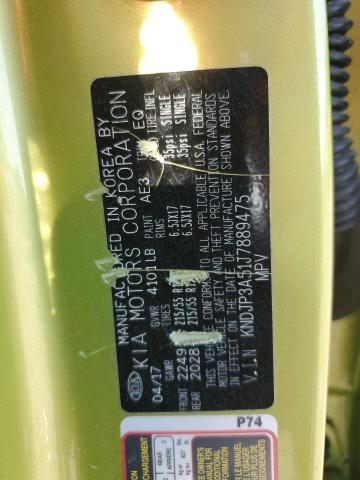 MANUFACTURED IN KOREA BY
KIA KIA MOTORS CORPORATION
04/17 GVWR 4101LB PAINT AE3 EQ
GAWR TIRES RIMS TIRE INFL
FRONT 2249 215/55 R17 6.5JX17 35psi SINGLE
REAR 2028 215/55 R17 6.5JX17 35psi SINGLE
THIS VEHICLE CONFORMS TO ALL APPLICABLE U.S.A. FEDERAL
MOTOR VEHICLE SAFETY AND THEFT PREVENTION STANDARDS
IN EFFECT ON THE DATE OF MANUFACTURE SHOWN ABOVE.
V.I.N KNDJP3A51J7889475
MPV
P74